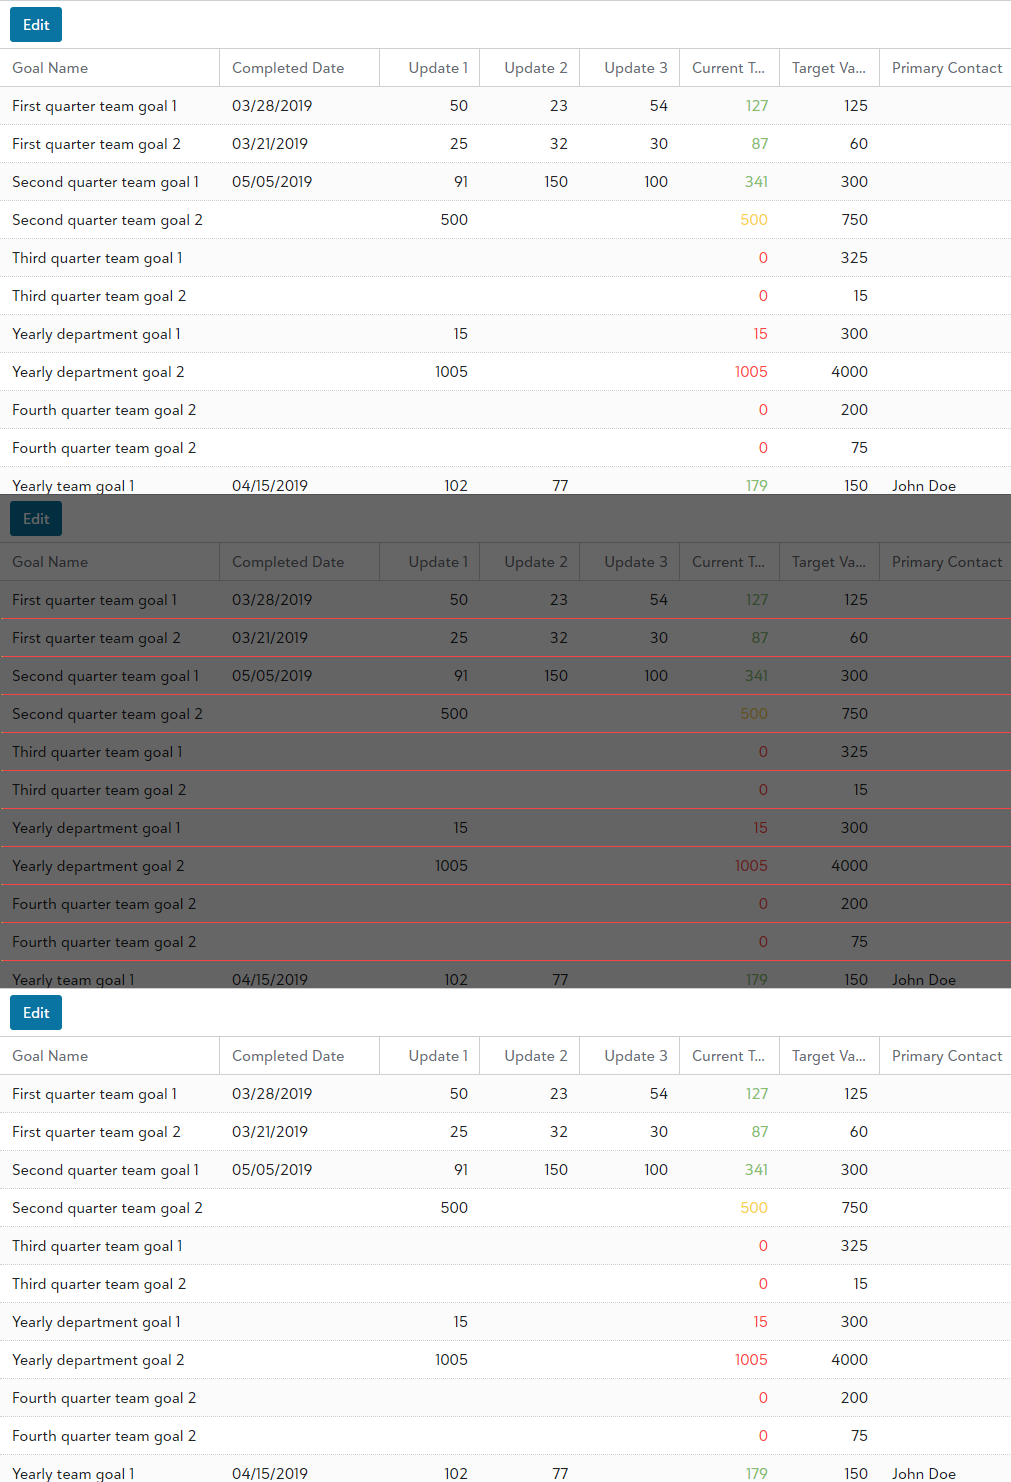 Edit
Goal Name Completed Date Update 1 Update 2 Update 3 Current T... Target Va... Primary Contact
First quarter team goal 1 03/28/2019 50 23 54 127 125
First quarter team goal 2 03/21/2019 25 32 30 87 60
Second quarter team goal 1 05/05/2019 91 150 100 341 300
Second quarter team goal 2 500 500 750
Third quarter team goal 1 0 325
Third quarter team goal 2 0 15
Yearly department goal 1 15 15 300
Yearly department goal 2 1005 1005 4000
Fourth quarter team goal 2 0 200
Fourth quarter team goal 2 0 75
Yearly team goal 1 04/15/2019 102 77 179 150 John Doe
Edit
Goal Name Completed Date Update 1 Update 2 Update 3 Current T... Target Va... Primary Contact
First quarter team goal 1 03/28/2019 50 23 54 127 125
First quarter team goal 2 03/21/2019 25 32 30 87 60
Second quarter team goal 1 05/05/2019 91 150 100 341 300
Second quarter team goal 2 500 500 750
Third quarter team goal 1 0 325
Third quarter team goal 2 0 15
Yearly department goal 1 15 15 300
Yearly department goal 2 1005 1005 4000
Fourth quarter team goal 2 0 200
Fourth quarter team goal 2 0 75
Yearly team goal 1 04/15/2019 102 77 179 150 John Doe
Edit
Goal Name Completed Date Update 1 Update 2 Update 3 Current T... Target Va... Primary Contact
First quarter team goal 1 03/28/2019 50 23 54 127 125
First quarter team goal 2 03/21/2019 25 32 30 87 60
Second quarter team goal 1 05/05/2019 91 150 100 341 300
Second quarter team goal 2 500 500 750
Third quarter team goal 1 0 325
Third quarter team goal 2 0 15
Yearly department goal 1 15 15 300
Yearly department goal 2 1005 1005 4000
Fourth quarter team goal 2 0 200
Fourth quarter team goal 2 0 75
Yearly team goal 1 04/15/2019 102 77 179 150 John Doe